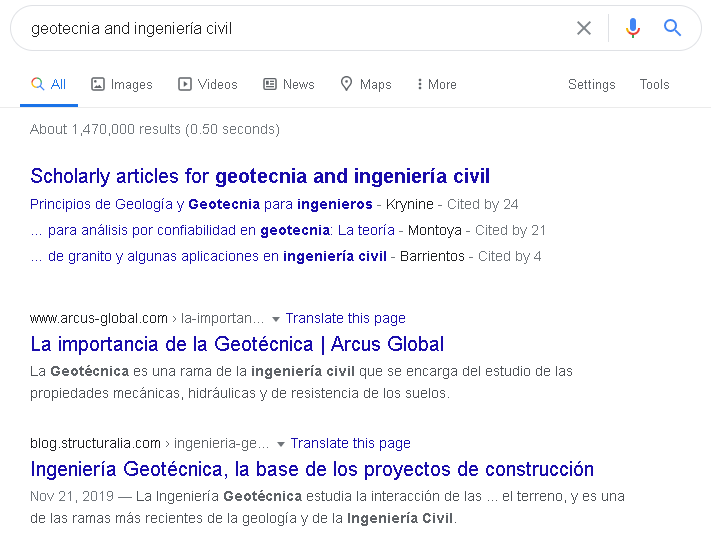 geotecnia and ingeniería civil
All Images Videos News Maps More Settings Tools
About 1,470,000 results (0.50 seconds)
Scholarly articles for geotecnia and ingeniería civil
Principios de Geología y Geotecnia para ingenieros - Krynine - Cited by 24
... para análisis por confiabilidad en geotecnia: La teoría - Montoya - Cited by 21
... de granito y algunas aplicaciones en ingeniería civil - Barrientos - Cited by 4
www.arcus-global.com › la-importan... Translate this page
La importancia de la Geotécnica | Arcus Global
La Geotécnica es una rama de la ingeniería civil que se encarga del estudio de las
propiedades mecánicas, hidráulicas y de resistencia de los suelos.
blog.structuralia.com › ingenieria-ge... Translate this page
Ingeniería Geotécnica, la base de los proyectos de construcción
Nov 21, 2019 — La Ingeniería Geotécnica estudia la interacción de las ... el terreno, y es una
de las ramas más recientes de la geología y de la Ingeniería Civil.